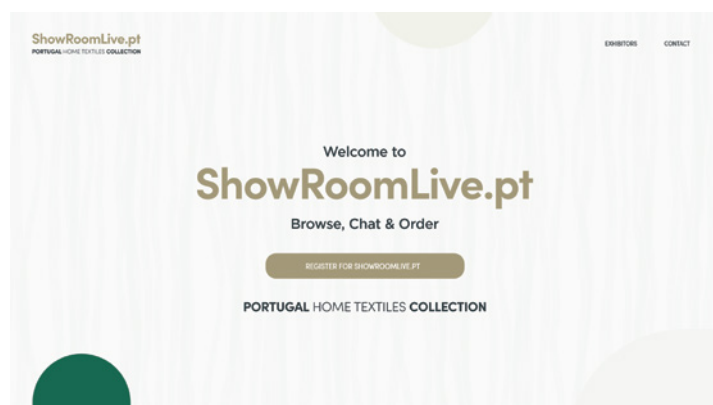 ShowRoomLive.pt
PORTUGAL HOME TEXTILES COLLECTION
EXHIBITORS CONTACT
Welcome to
ShowRoomLive.pt
Browse, Chat & Order
REGISTER FOR SHOWROOMLIVE.PT
PORTUGAL HOME TEXTILES COLLECTION